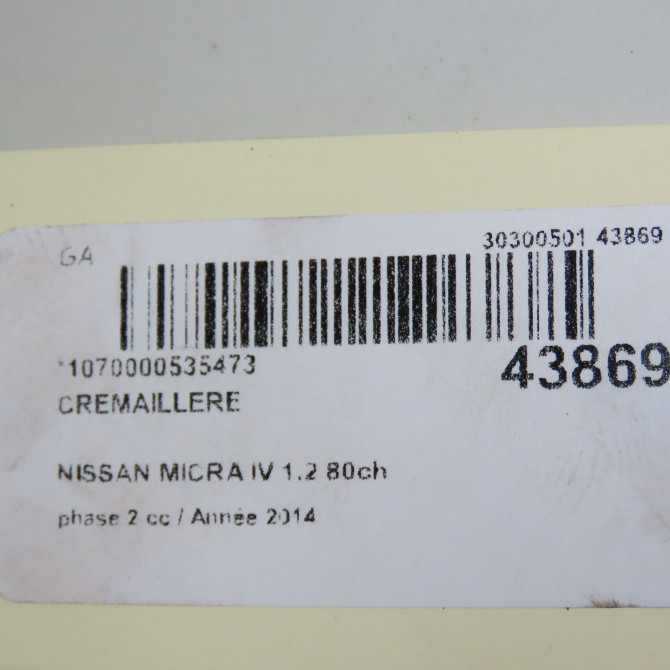 GA
30300501 43869
*1070000535473
43869
CREMAILLERE
NISSAN MICRA IV 1.2 80ch
phase 2 cc / Année 2014